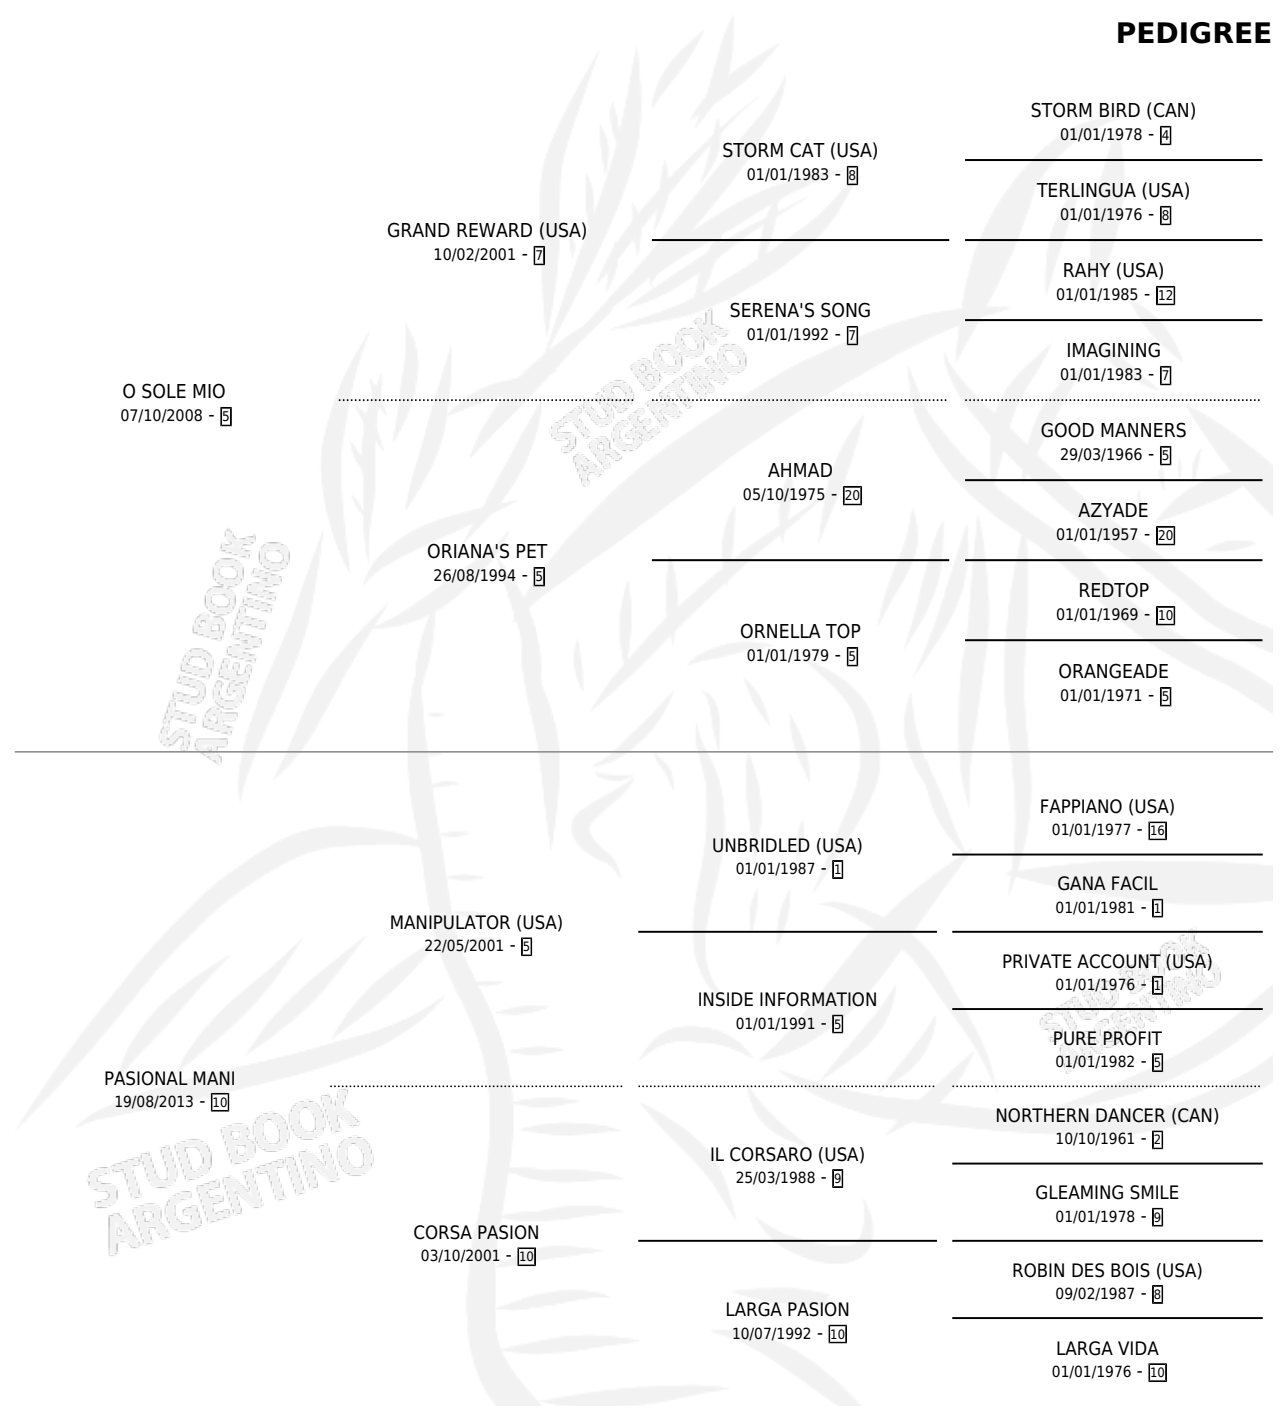 PEDIGREE
STORM BIRD (CAN)
01/01/1978 - 4
STORM CAT (USA)
01/01/1983 - 8
TERLINGUA (USA)
01/01/1976 - 8
GRAND REWARD (USA)
10/02/2001 - 7
RAHY (USA)
01/01/1985 - 12
SERENA'S SONG
01/01/1992 - 7
IMAGINING
01/01/1983 - 7
O SOLE MIO
07/10/2008 - 5
GOOD MANNERS
29/03/1966 - 5
AHMAD
05/10/1975 - 20
AZYADE
01/01/1957 - 20
ORIANA'S PET
26/08/1994 - 5
REDTOP
01/01/1969 - 10
ORNELLA TOP
01/01/1979 - 5
ORANGEADE
01/01/1971 - 5
FAPPIANO (USA)
01/01/1977 - 16
UNBRIDLED (USA)
01/01/1987 - 1
GANA FACIL
01/01/1981 - 1
MANIPULATOR (USA)
22/05/2001 - 5
PRIVATE ACCOUNT (USA)
01/01/1976 - 1
INSIDE INFORMATION
01/01/1991 - 5
PURE PROFIT
01/01/1982 - 5
PASIONAL MANI
19/08/2013 - 10
NORTHERN DANCER (CAN)
10/10/1961 - 2
IL CORSARO (USA)
25/03/1988 - 9
GLEAMING SMILE
01/01/1978 - 9
CORSA PASION
03/10/2001 - 10
ROBIN DES BOIS (USA)
09/02/1987 - 8
LARGA PASION
10/07/1992 - 10
LARGA VIDA
01/01/1976 - 10
STUD BOOK
ARGENTINO
STUD BOOK
ARGENTINO
STUD BOOK
ARGENTINO
STUD BOOK
ARGENTINO